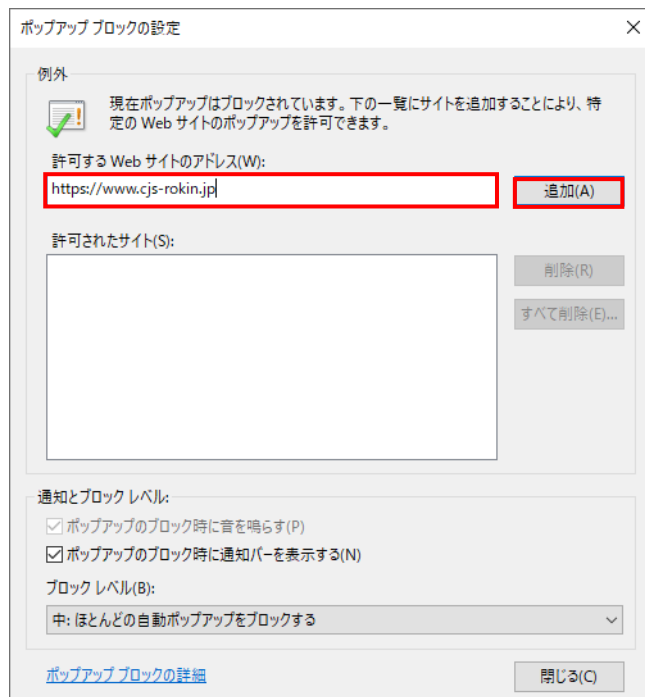 ポップアップ ブロックの設定
例外
現在ポップアップはブロックされています。下の一覧にサイトを追加することにより、特
定の Web サイトのポップアップを許可できます。
許可する Web サイトのアドレス(W):
https://www.cjs-rokin.jp
追加(A)
許可されたサイト(S):
削除(R)
すべて削除(E)...
通知とブロック レベル:
ポップアップのブロック時に音を鳴らす(P)
ポップアップのブロック時に通知バーを表示する(N)
ブロック レベル(B):
中: ほとんどの自動ポップアップをブロックする
ポップアップ ブロックの詳細
閉じる(C)